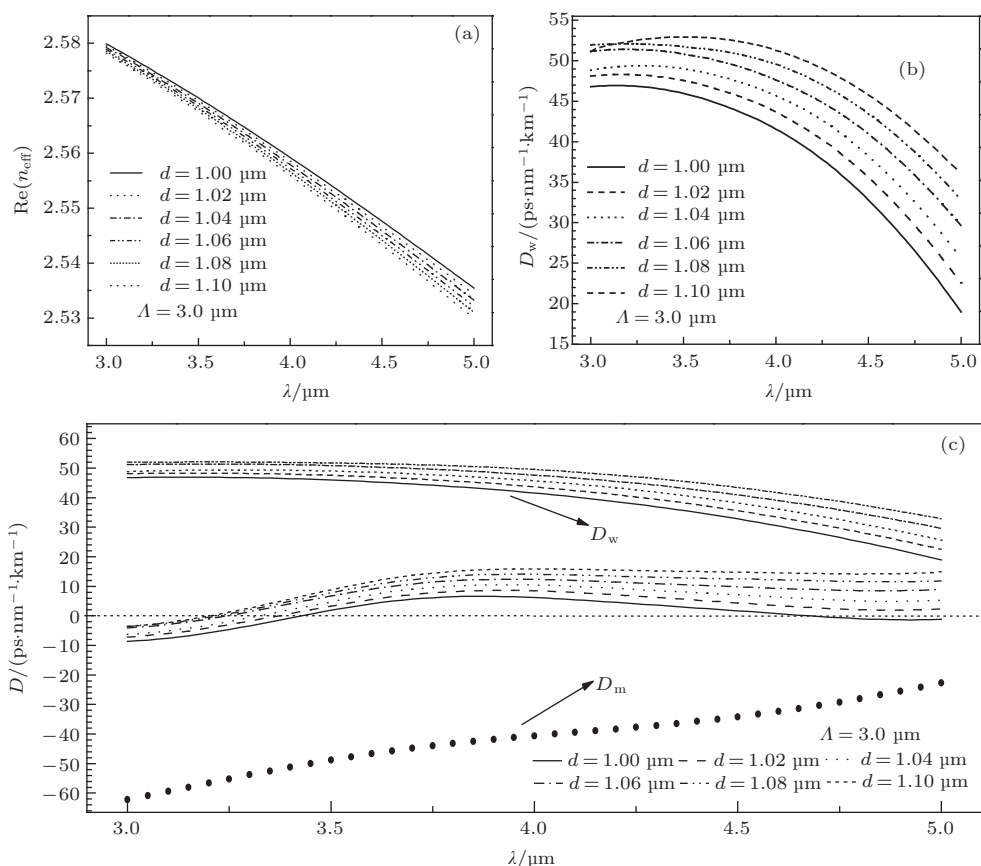 (a)
2.58
2.57
2.56
2.55
2.54
2.53
Re(n_eff)
d = 1.00 µm
d = 1.02 µm
d = 1.04 µm
d = 1.06 µm
d = 1.08 µm
d = 1.10 µm
Λ = 3.0 µm
3.0 3.5 4.0 4.5 5.0
λ/µm
(b)
55
50
45
40
35
30
25
20
15
D_w/(ps·nm⁻¹·km⁻¹)
d = 1.00 µm
d = 1.02 µm
d = 1.04 µm
d = 1.06 µm
d = 1.08 µm
d = 1.10 µm
Λ = 3.0 µm
3.0 3.5 4.0 4.5 5.0
λ/µm
(c)
60
50
40
30
20
10
0
−10
−20
−30
−40
−50
−60
D/(ps·nm⁻¹·km⁻¹)
D_w
D_m
Λ = 3.0 µm
d = 1.00 µm d = 1.02 µm d = 1.04 µm
d = 1.06 µm d = 1.08 µm d = 1.10 µm
3.0 3.5 4.0 4.5 5.0
λ/µm